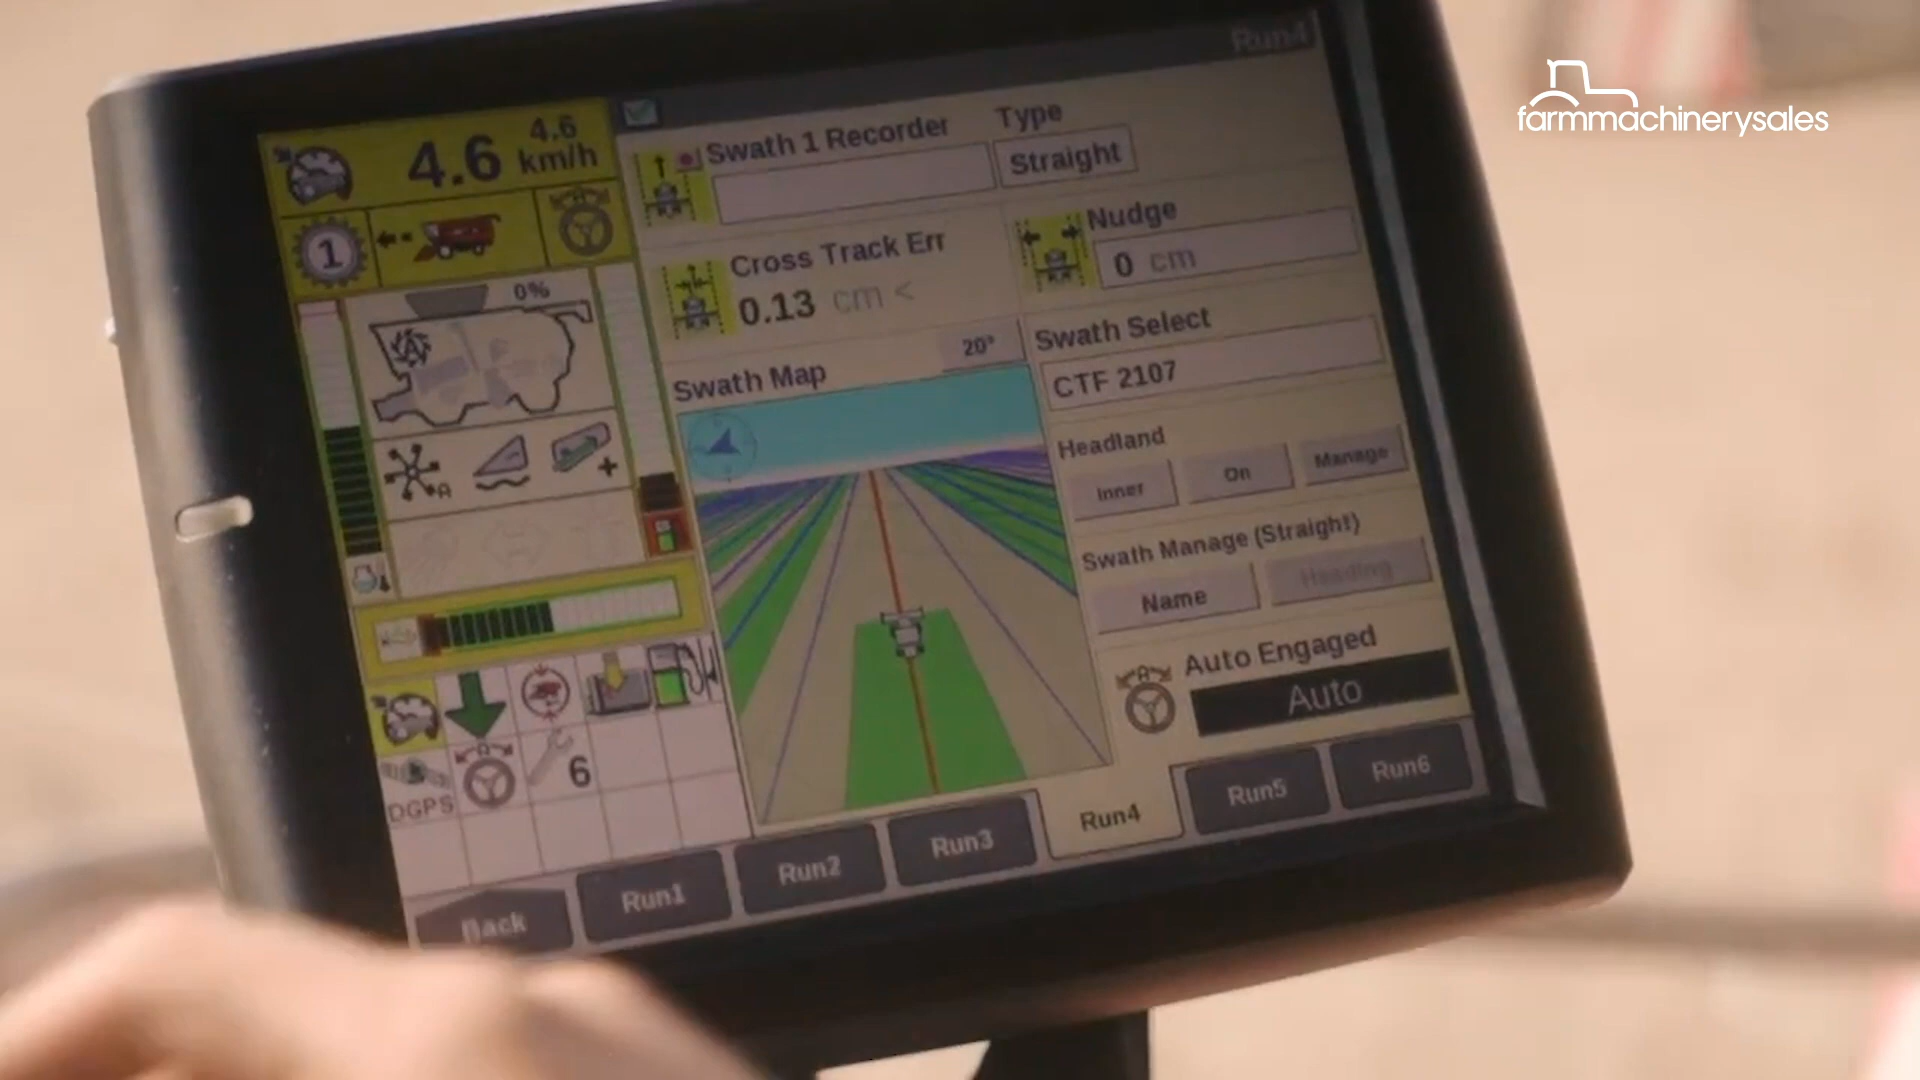 Run4
farmmachinerysales
4.6
4.6
km/h
Swath 1 Recorder
Type
Straight
1
Nudge
0 cm
Cross Track Err
0.13 cm <
0%
A
Swath Select
CTF 2107
Swath Map
20°
Headland
Inner
On
Manage
A
Swath Manage (Straight)
Name
Heading
Auto Engaged
A
Auto
DGPS
A
6
Back
Run1
Run2
Run3
Run4
Run5
Run6